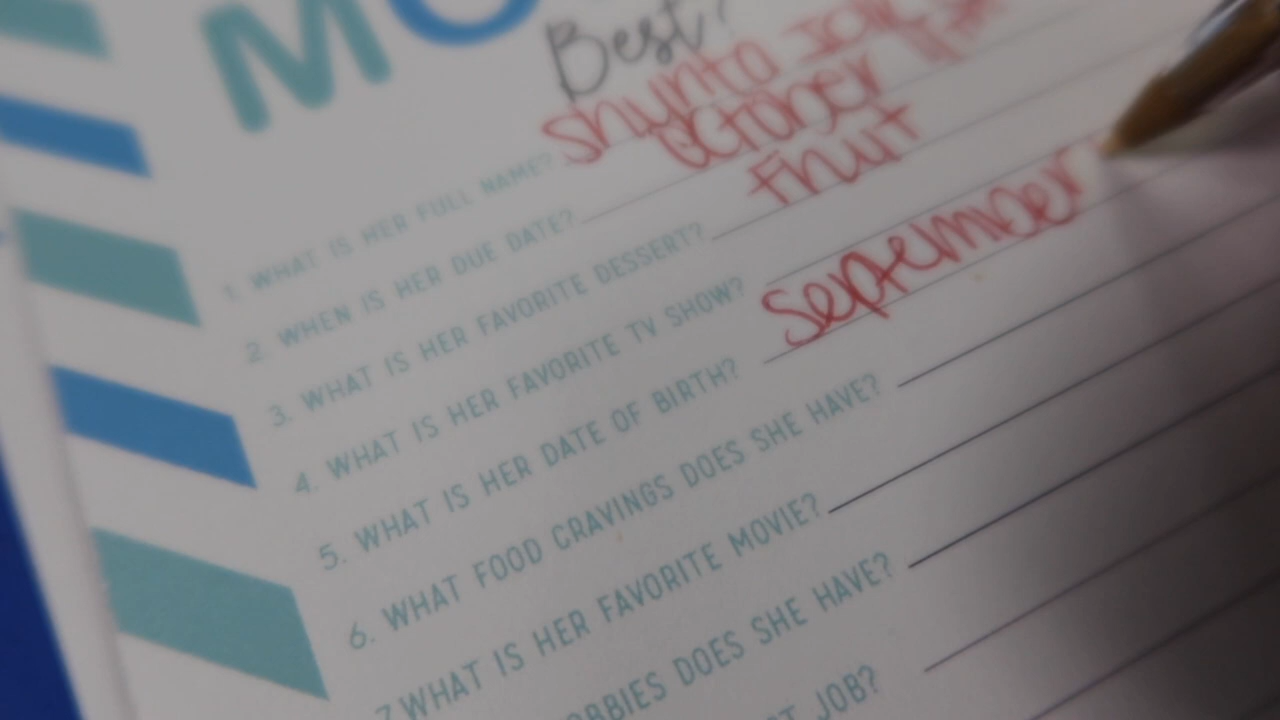 Best?
1. WHAT IS HER FULL NAME? shynta
2. WHEN IS HER DUE DATE? October
3. WHAT IS HER FAVORITE DESSERT? Fruit
4. WHAT IS HER FAVORITE TV SHOW?
5. WHAT IS HER DATE OF BIRTH? September
6. WHAT FOOD CRAVINGS DOES SHE HAVE?
7. WHAT IS HER FAVORITE MOVIE?
DOES SHE HAVE?
JOB?